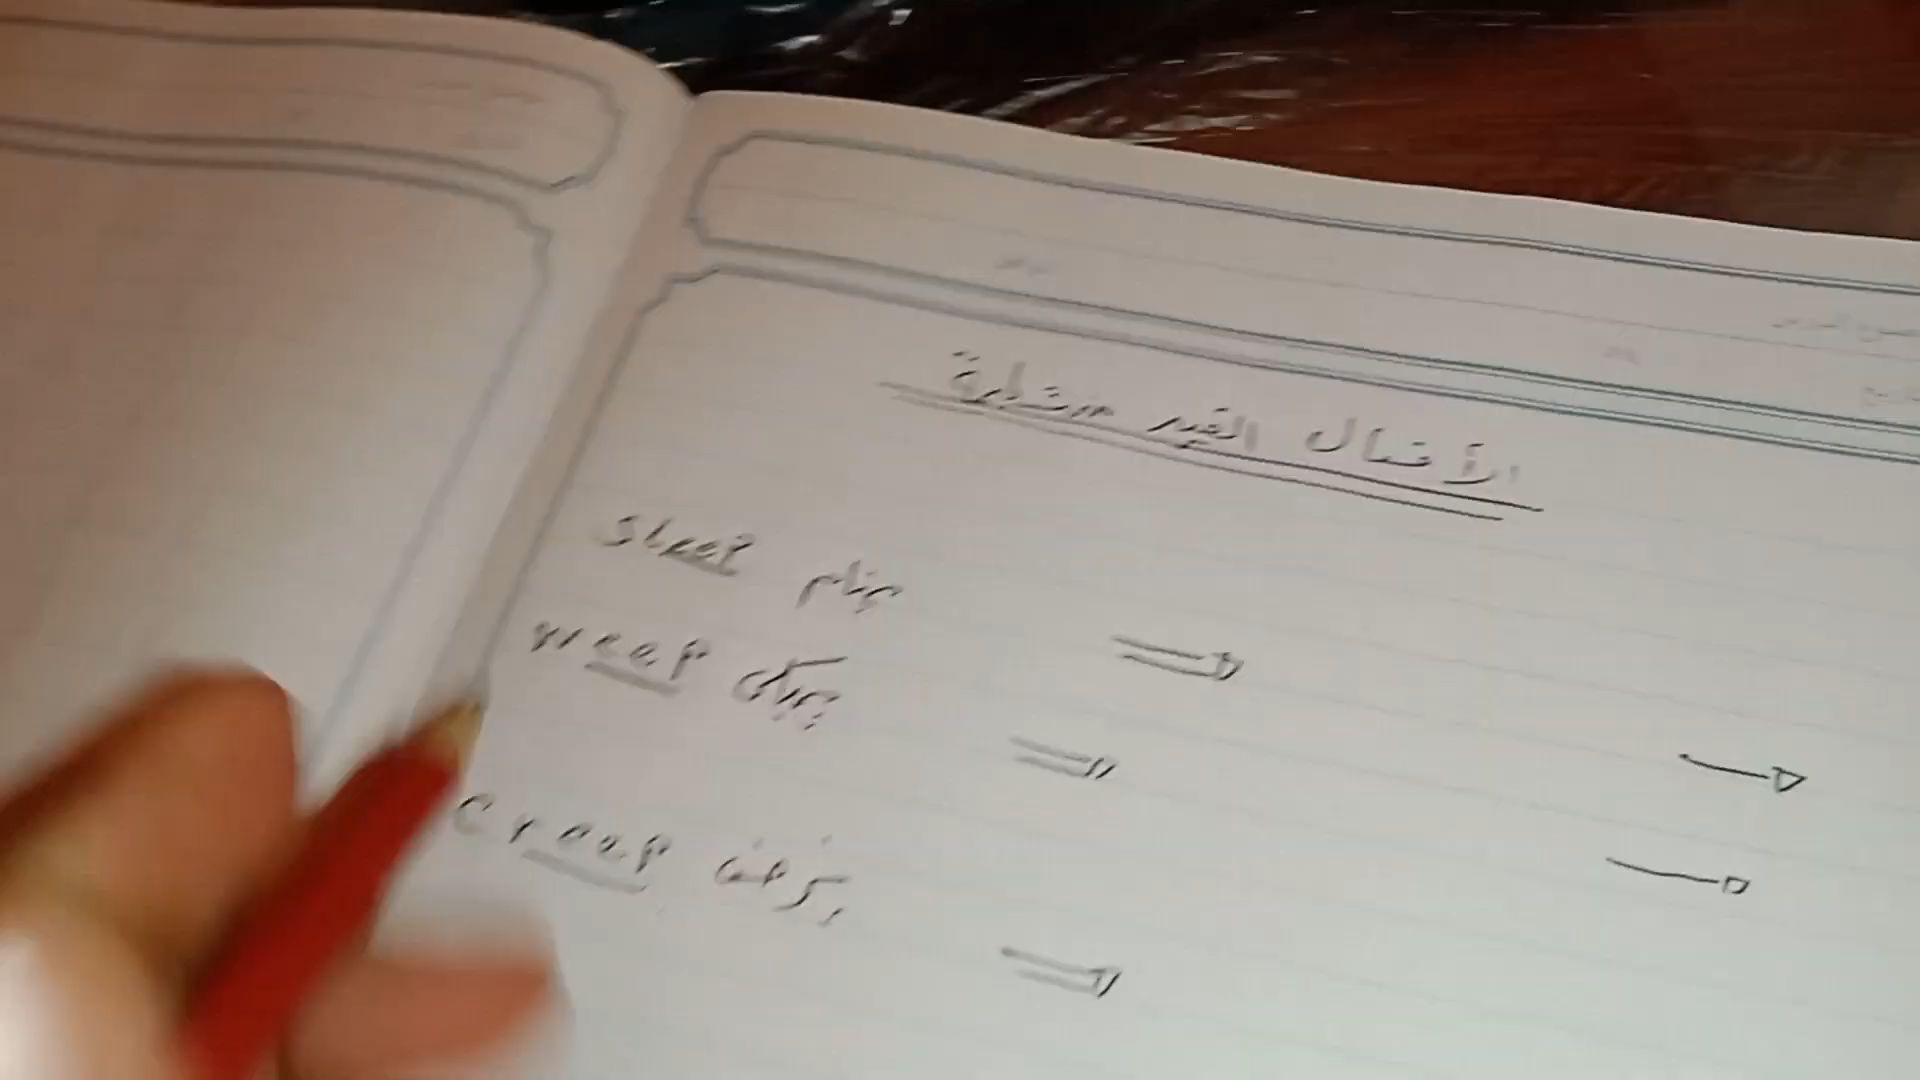 الأفعال الغير منتظمة
sleep ينام
weep يبكي
creep يزحف